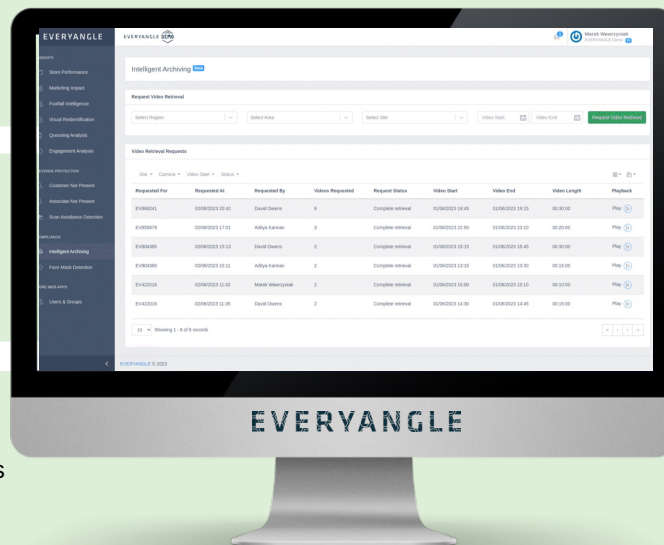 EVERYANGLE
EVERYANGLE DEMO
Marek Wawrzyniak
Store Performance
Marketing Impact
Footfall Intelligence
Visual Reidentification
Queueing Analysis
Engagement Analysis
Customer Not Present
Associate Not Present
Scan Avoidance Detection
Intelligent Archiving
Face Mask Detection
Users & Groups
Intelligent Archiving Beta
Request Video Retrieval
Select Region
Select Area
Select Site
Video Start
Video End
Request Video Retrieval
Video Retrieval Requests
Site Camera Video Start Status
Requested For Requested At Requested By Videos Requested Request Status Video Start Video End Video Length Playback
02/08/2023 20:42 David Owens 6 Complete retrieval 01/08/2023 18:45 01/08/2023 19:15 00:30:00 Play
02/08/2023 17:01 Aditya Kannan 3 Complete retrieval 01/08/2023 22:50 01/08/2023 23:10 00:20:00 Play
EV804385 02/08/2023 15:13 David Owens 2 Complete retrieval 01/08/2023 15:15 01/08/2023 15:45 00:30:00 Play
EV804385 02/08/2023 15:11 Aditya Kannan 2 Complete retrieval 01/08/2023 13:15 01/08/2023 13:30 00:15:00 Play
EV422016 02/08/2023 11:42 Marek Wawrzyniak 2 Complete retrieval 01/08/2023 15:00 01/08/2023 15:10 00:10:00 Play
EV422016 02/08/2023 11:35 David Owens 2 Complete retrieval 01/08/2023 14:30 01/08/2023 14:45 00:15:00 Play
10 Showing 1 - 6 of 6 records
EVERYANGLE © 2023
EVERYANGLE
s